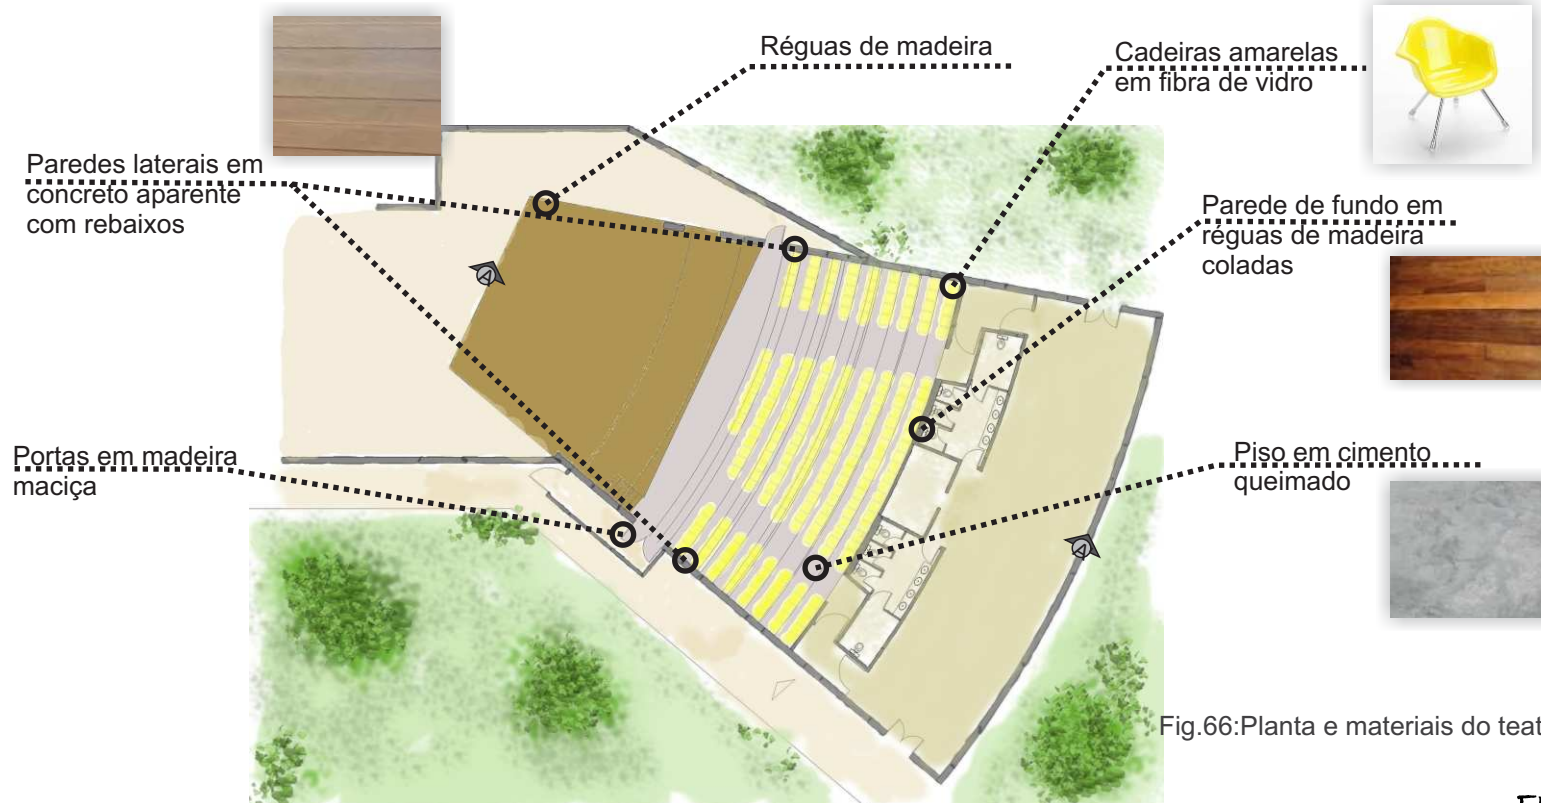 Réguas de madeira
Cadeiras amarelas
em fibra de vidro
Paredes laterais em
concreto aparente
com rebaixos
Parede de fundo em
réguas de madeira
coladas
Portas em madeira
maciça
Piso em cimento
queimado
A
A
Fig.66:Planta e materiais do teat